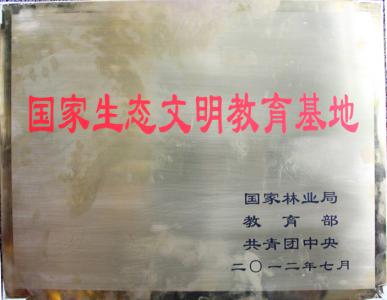 国家生态文明教育基地
国家林业局
教育部
共青团中央
二〇一二年七月